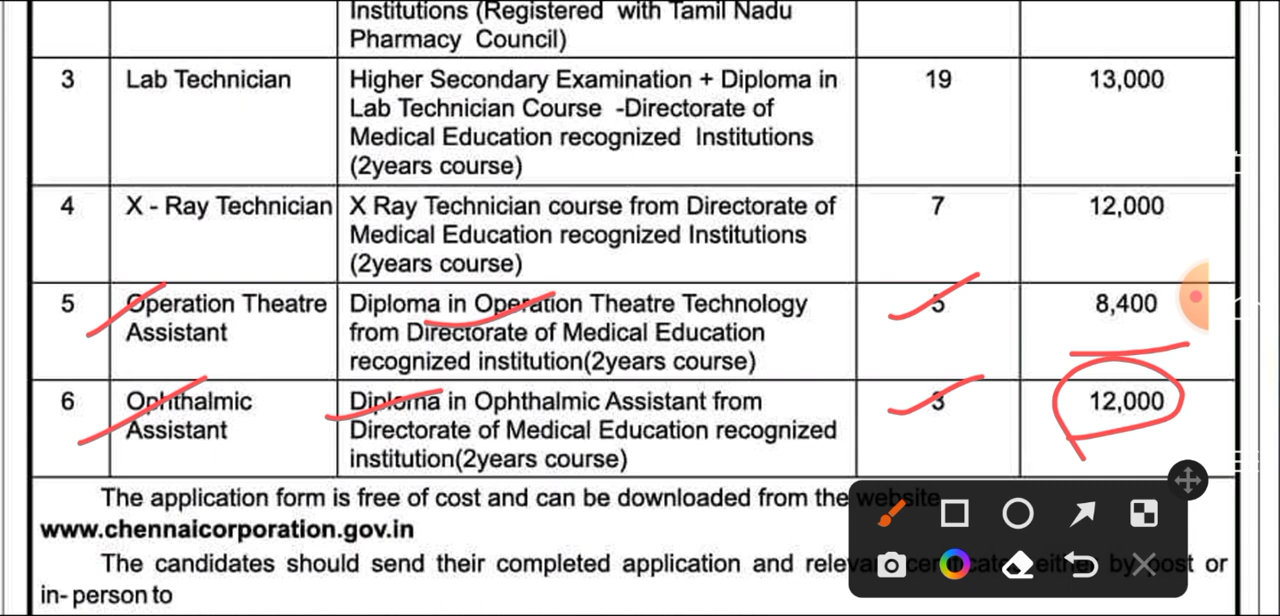 Institutions (Registered with Tamil Nadu
Pharmacy Council)
3
Lab Technician
Higher Secondary Examination + Diploma in
Lab Technician Course -Directorate of
Medical Education recognized Institutions
(2years course)
19
13,000
4
X - Ray Technician
X Ray Technician course from Directorate of
Medical Education recognized Institutions
(2years course)
7
12,000
5
Operation Theatre
Assistant
Diploma in Operation Theatre Technology
from Directorate of Medical Education
recognized institution(2years course)
8,400
6
Ophthalmic
Assistant
Diploma in Ophthalmic Assistant from
Directorate of Medical Education recognized
institution(2years course)
3
12,000
The application form is free of cost and can be downloaded from the website
www.chennaicorporation.gov.in
The candidates should send their completed application and relevant certificates either by post or
in- person to